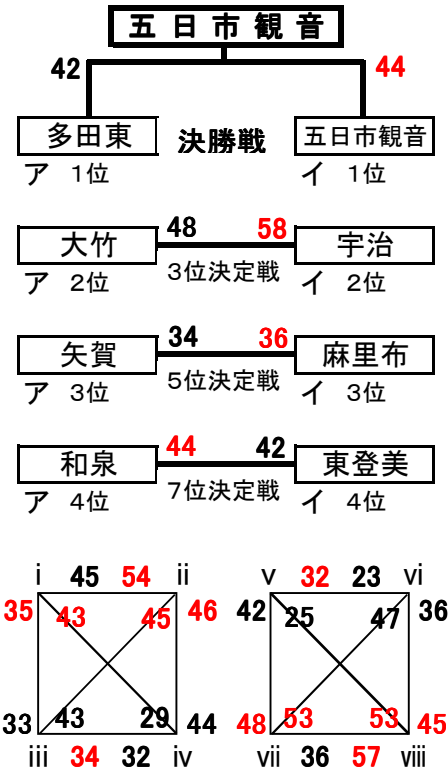 五日市観音
42 44
多田東 決勝戦 五日市観音
ア 1位 イ 1位
大竹 48 58 宇治
ア 2位 3位決定戦 イ 2位
矢賀 34 36 麻里布
ア 3位 5位決定戦 イ 3位
和泉 44 42 東登美
ア 4位 7位決定戦 イ 4位
i 45 54 ii v 32 23 vi
35 43 45 46 42 25 47 36
33 43 29 44 48 53 53 45
iii 34 32 iv vii 36 57 viii